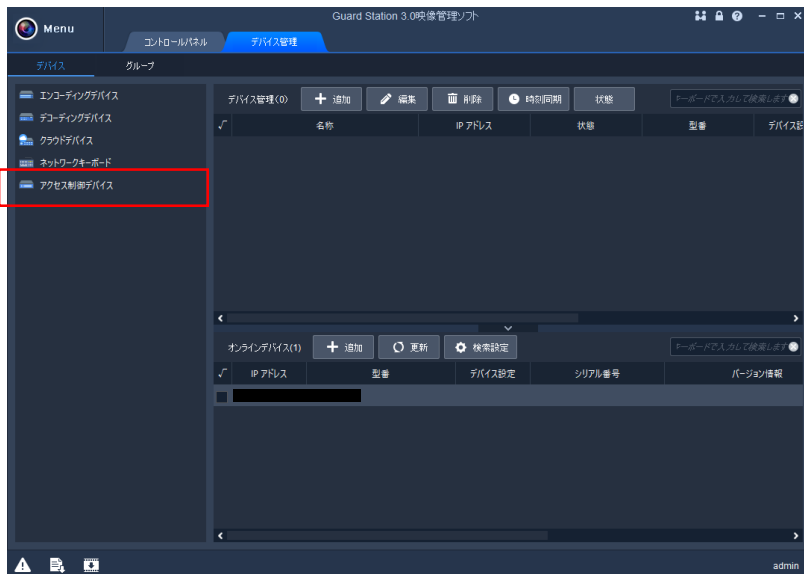 Guard Station 3.0映像管理ソフト
Menu
コントロールパネル デバイス管理
デバイス グループ
エンコーディングデバイス
デコーディングデバイス
クラウドデバイス
ネットワークキーボード
アクセス制御デバイス
デバイス管理(0) 追加 編集 削除 時刻同期 状態 キーボードで入力して検索します
√ 名称 IP アドレス 状態 型番 デバイス設
オンラインデバイス(1) 追加 更新 検索設定 キーボードで入力して検索します
√ IP アドレス 型番 デバイス設定 シリアル番号 バージョン情報
admin